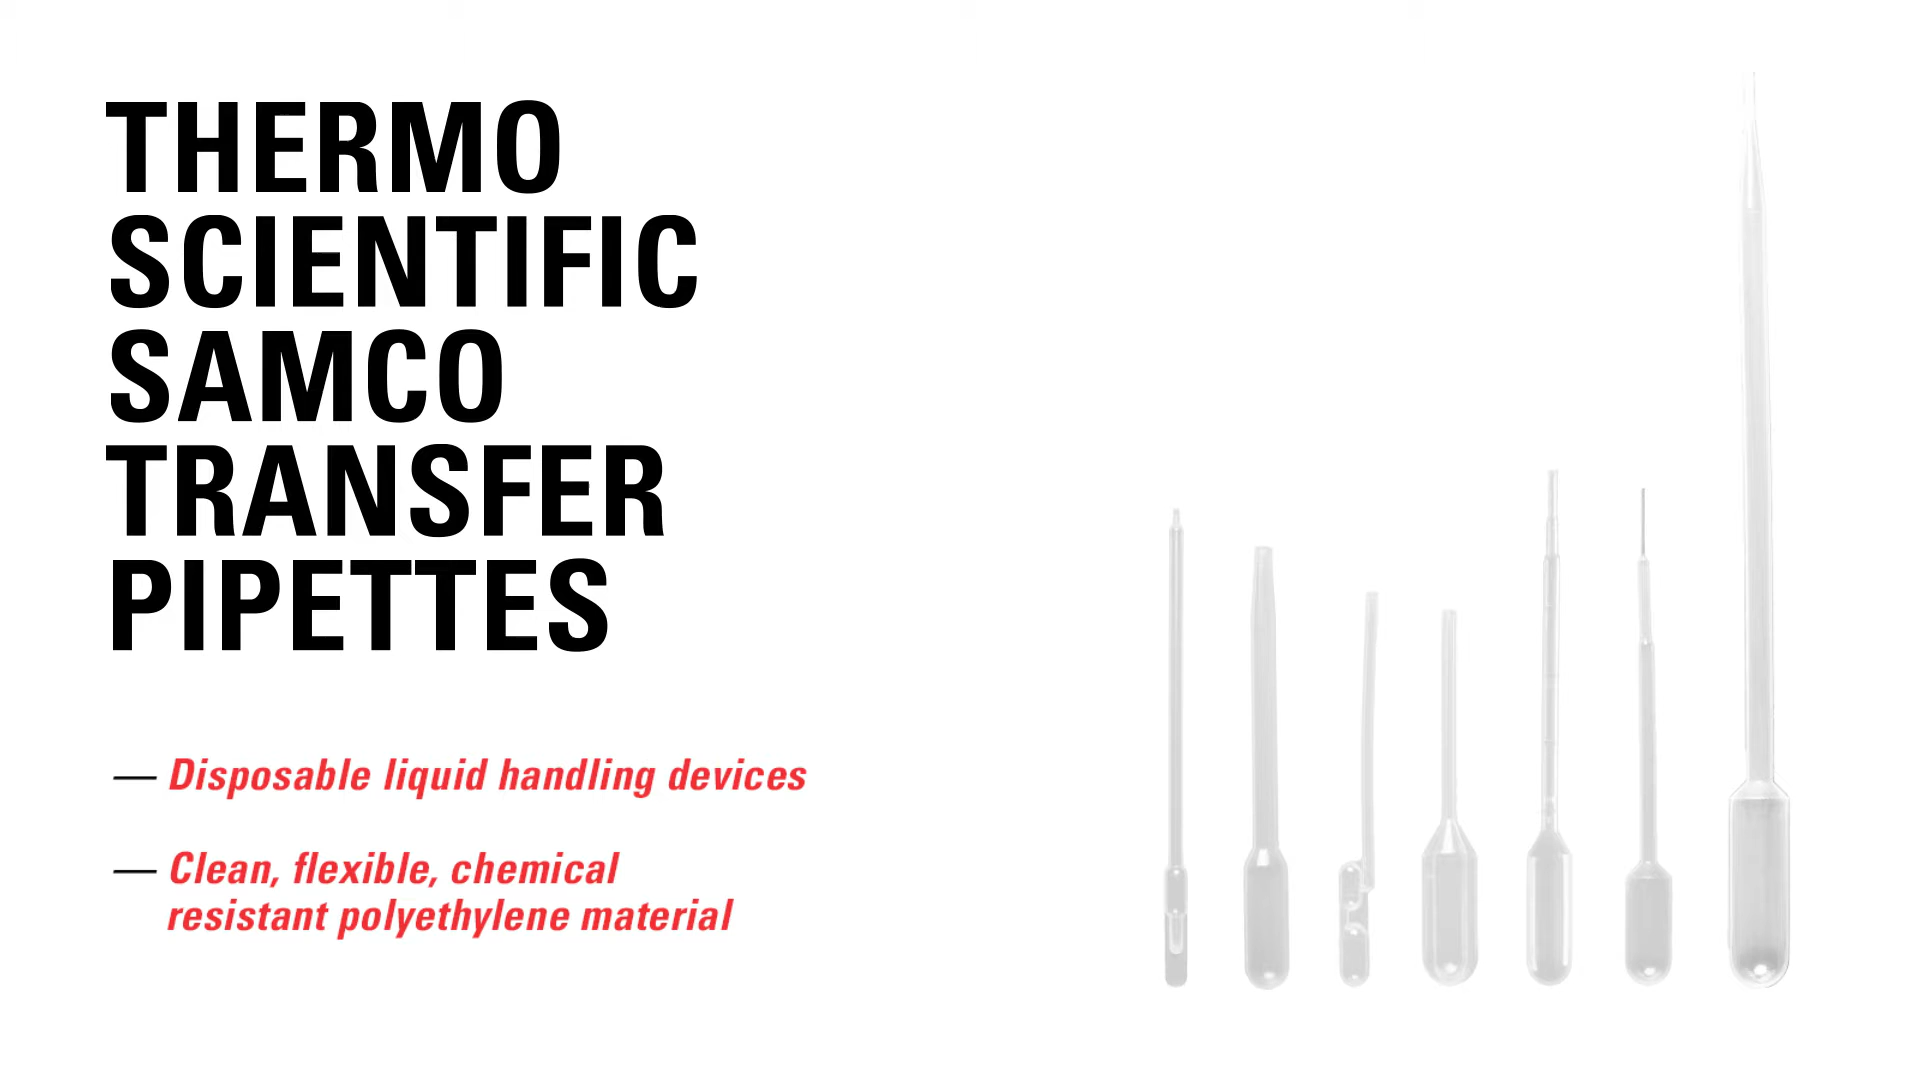 THERMO
SCIENTIFIC
SAMCO
TRANSFER
PIPETTES
— Disposable liquid handling devices
— Clean, flexible, chemical
resistant polyethylene material